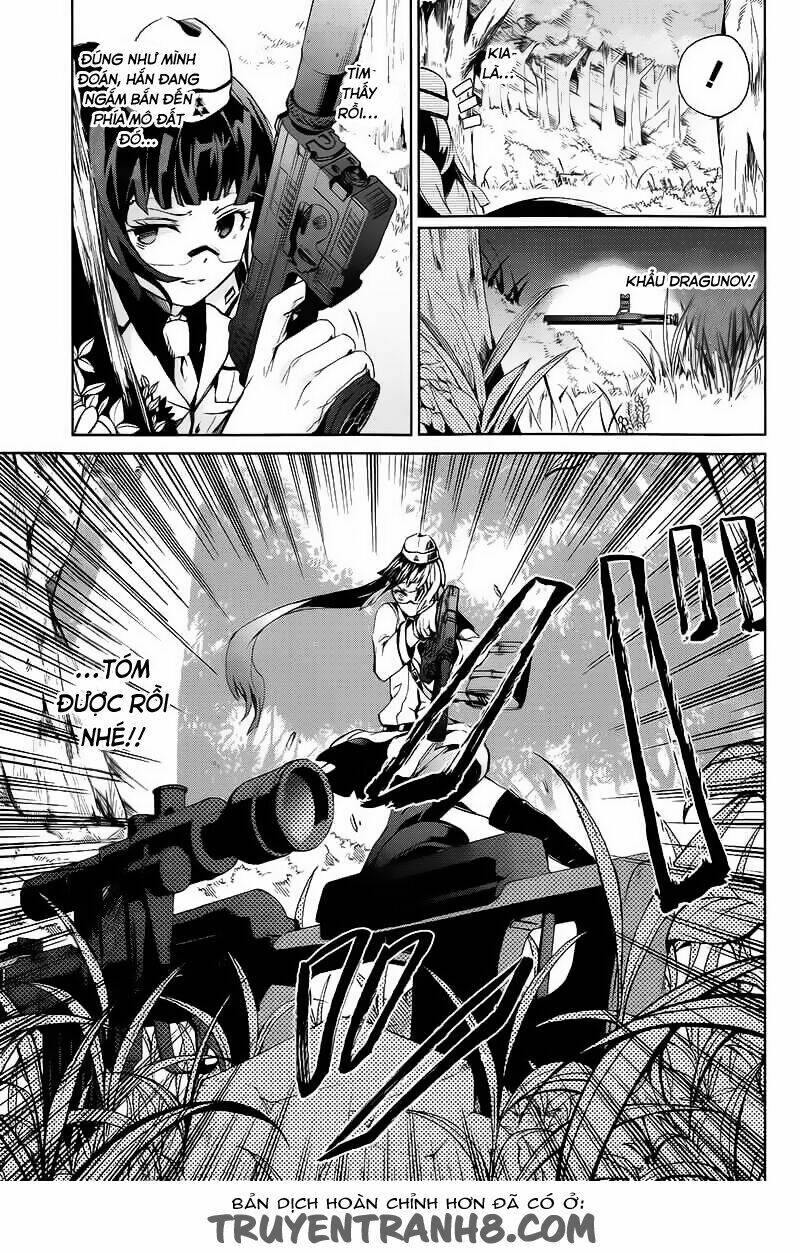 !
KIA
LÀ...
KHẨU DRAGUNOV!
TÌM
THẤY
RỒI...
ĐÚNG NHƯ MÌNH
ĐOÁN, HẮN ĐANG
NGẮM BẮN ĐẾN
PHÍA MÔ ĐẤT
ĐÓ...
...TÓM
ĐƯỢC RỒI
NHÉ!!
BẢN DỊCH HOÀN CHỈNH HƠN ĐÃ CÓ Ở:
TRUYENTRANH8.COM